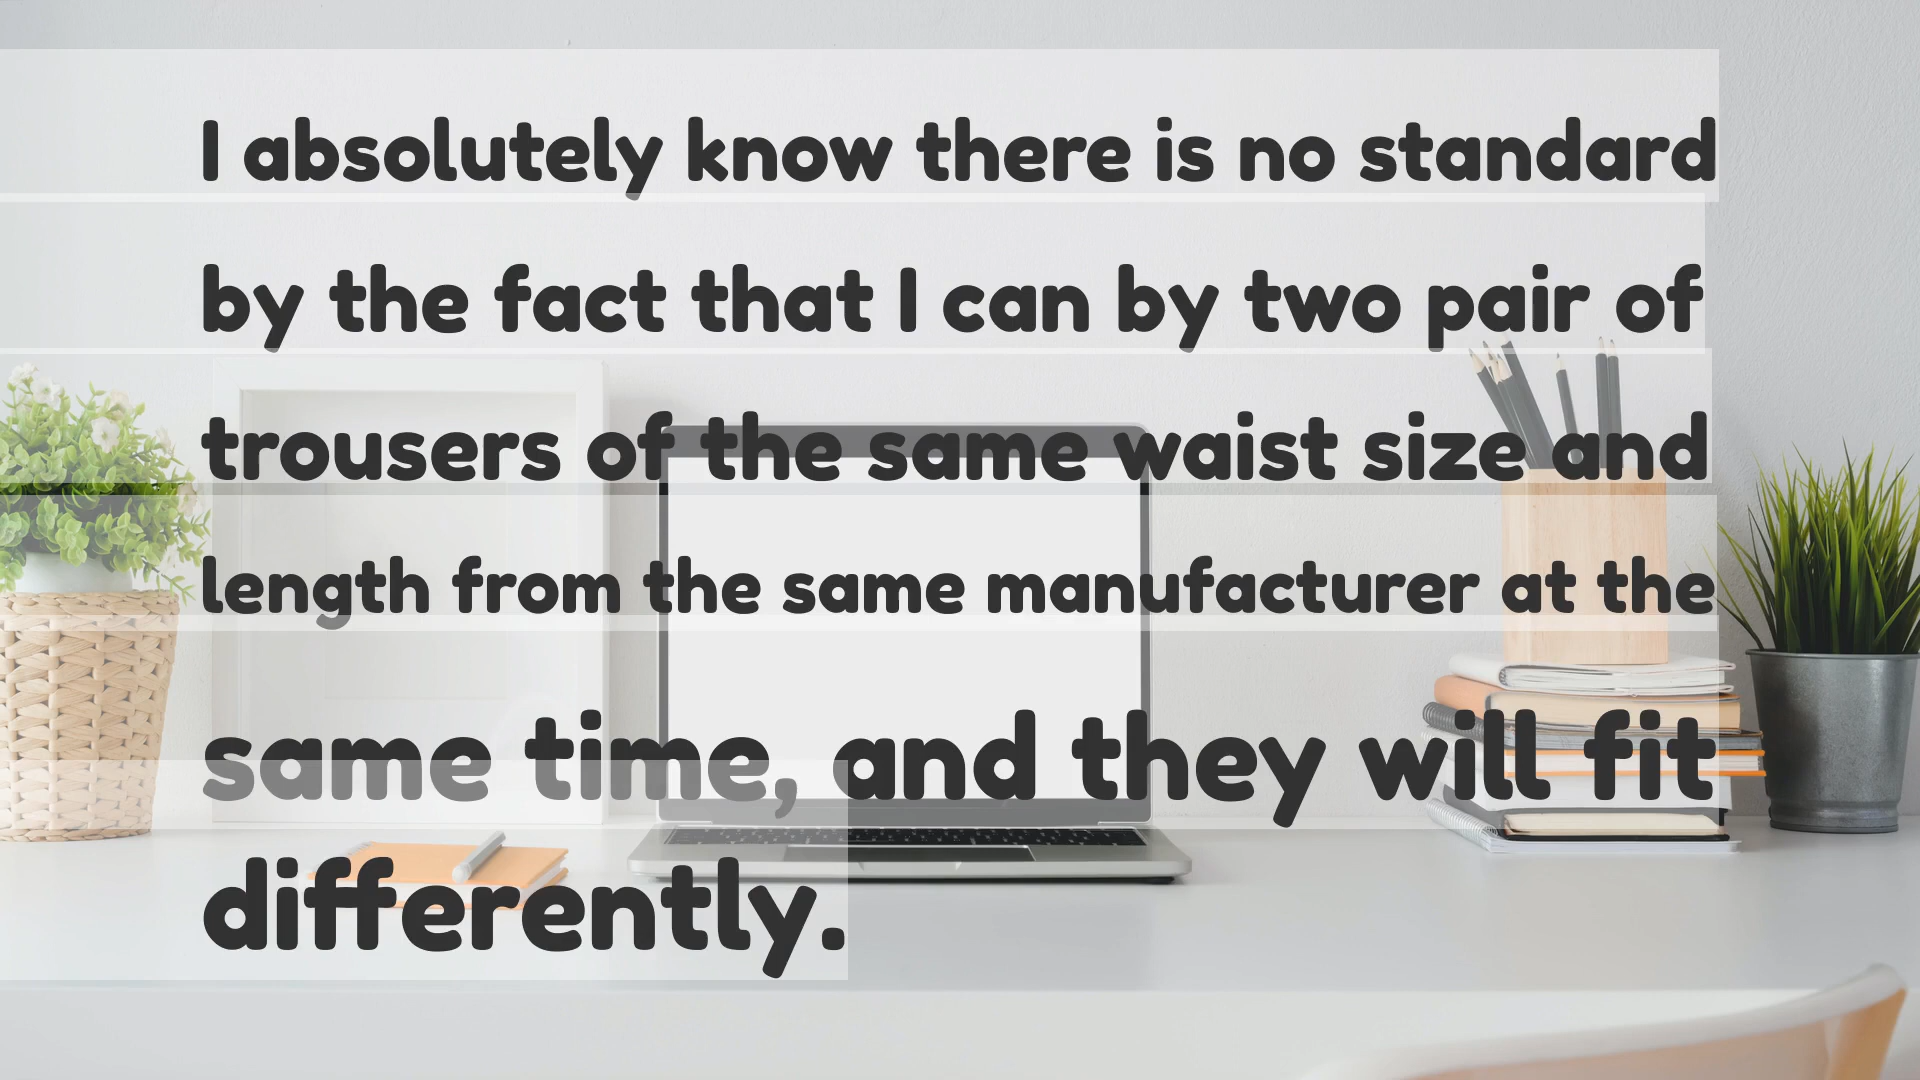 I absolutely know there is no standard
by the fact that I can by two pair of
trousers of the same waist size and
length from the same manufacturer at the
same time, and they will fit
differently.